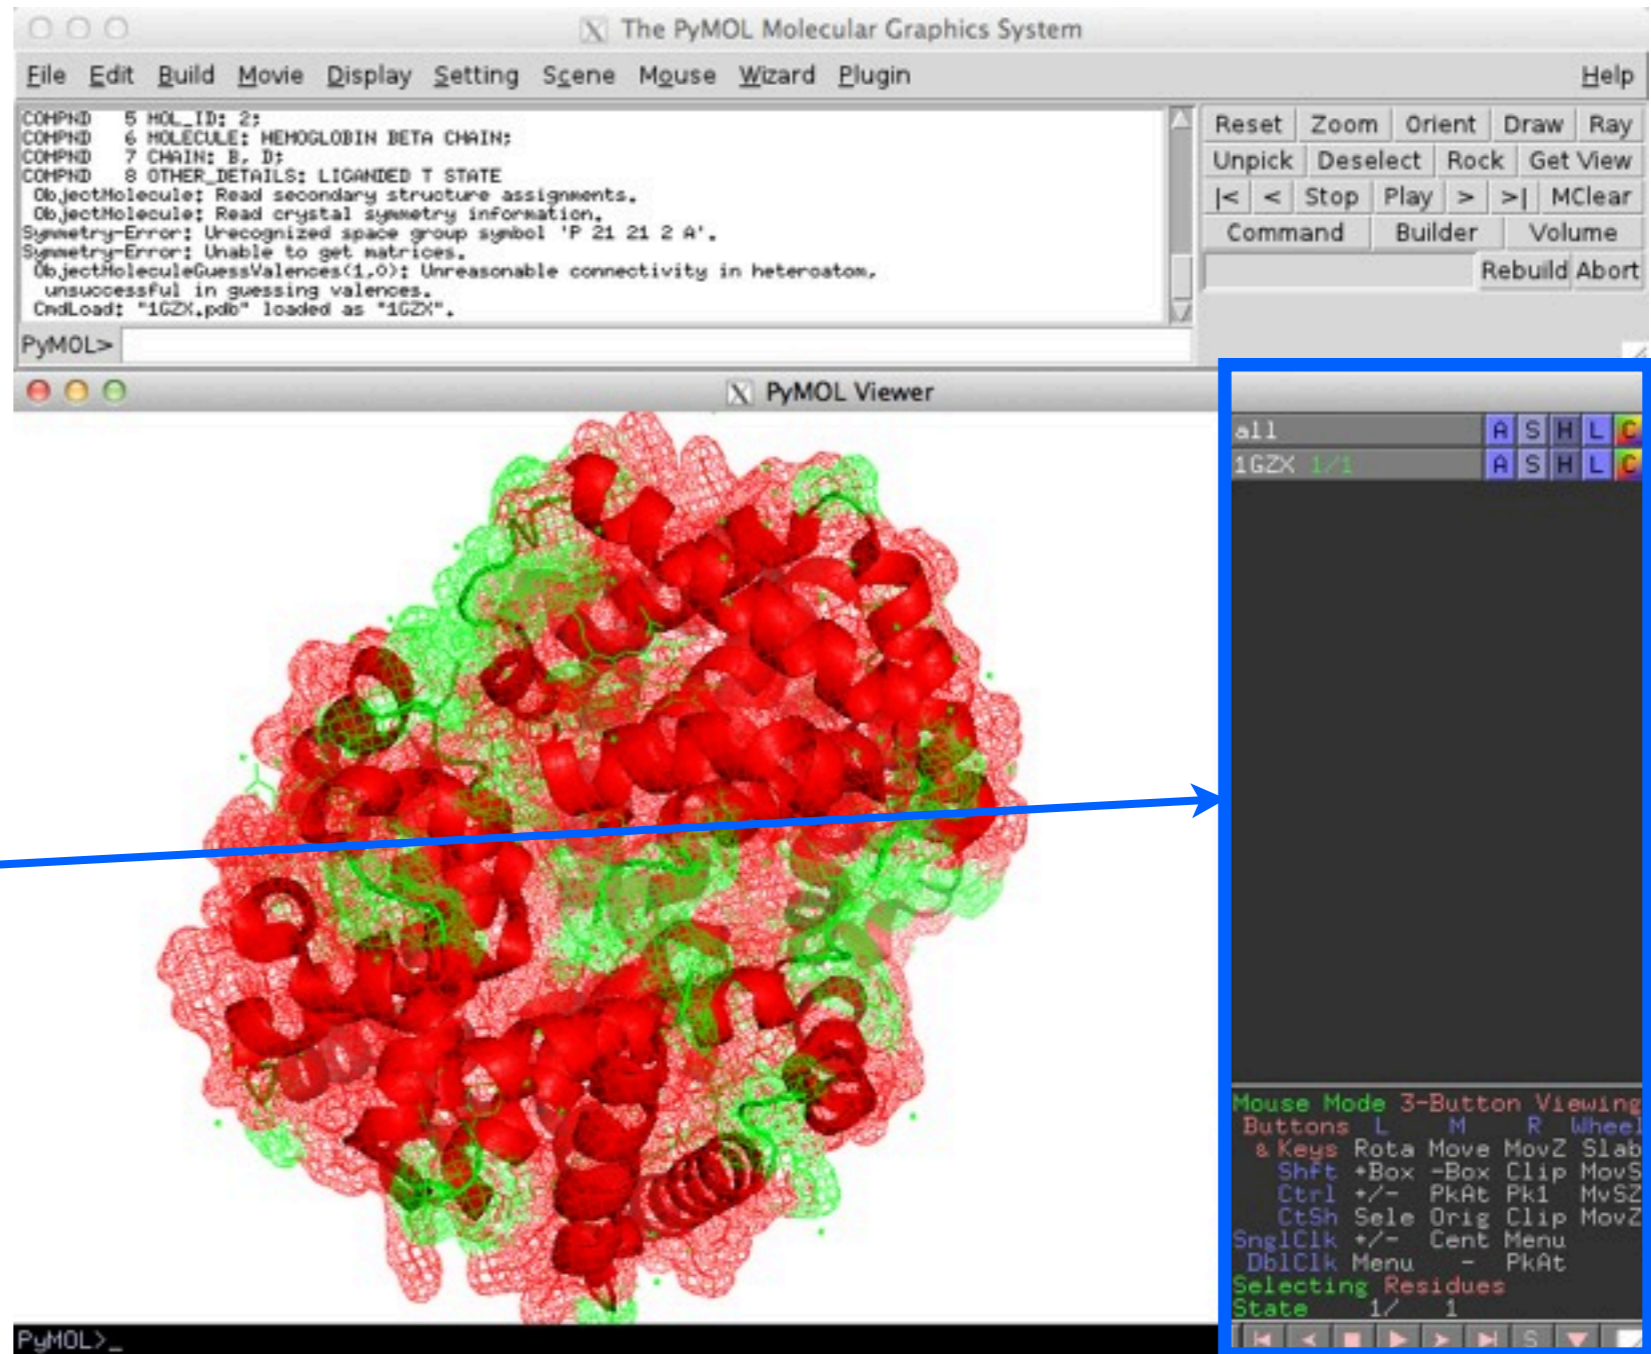 The PyMOL Molecular Graphics System
File Edit Build Movie Display Setting Scene Mouse Wizard Plugin Help
COMPND 5 MOL_ID: 2;
COMPND 6 MOLECULE: HEMOGLOBIN BETA CHAIN;
COMPND 7 CHAIN: B, D;
COMPND 8 OTHER_DETAILS: LIGANDED T STATE
ObjectMolecule: Read secondary structure assignments.
ObjectMolecule: Read crystal symmetry information.
Symmetry-Error: Unrecognized space group symbol 'P 21 21 2 A'.
Symmetry-Error: Unable to get matrices.
ObjectMoleculeGuessValences(1,0): Unreasonable connectivity in heteroatom,
unsuccessful in guessing valences.
CmdLoad: "1GZX.pdb" loaded as "1GZX".
PyMOL>
Reset Zoom Orient Draw Ray
Unpick Deselect Rock Get View
|< < Stop Play > >| MClear
Command Builder Volume
Rebuild Abort
PyMOL Viewer
all A S H L C
1GZX 1/1 A S H L C
Mouse Mode 3-Button Viewing
Buttons L M R Wheel
& Keys Rota Move MovZ Slab
Shft +Box -Box Clip MovS
Ctrl +/- PkAt Pk1 MvSZ
CtSh Sele Orig Clip MovZ
SnglClk +/- Cent Menu
DblClk Menu - PkAt
Selecting Residues
State 1/ 1
S
PyMOL>_